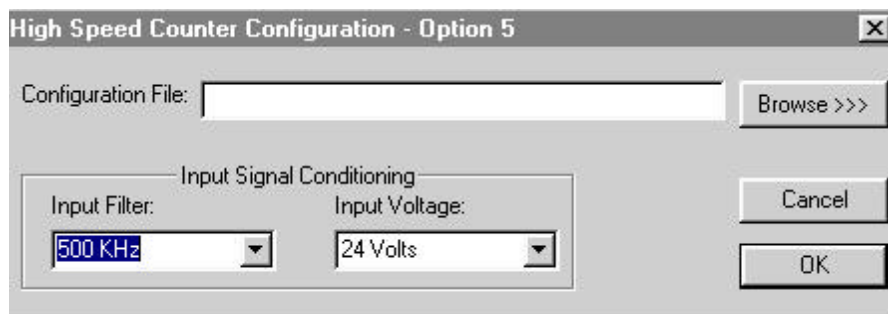 High Speed Counter Configuration - Option 5
Configuration File:
Browse >>>
Input Signal Conditioning
Input Filter:
Input Voltage:
500 KHz
24 Volts
Cancel
OK